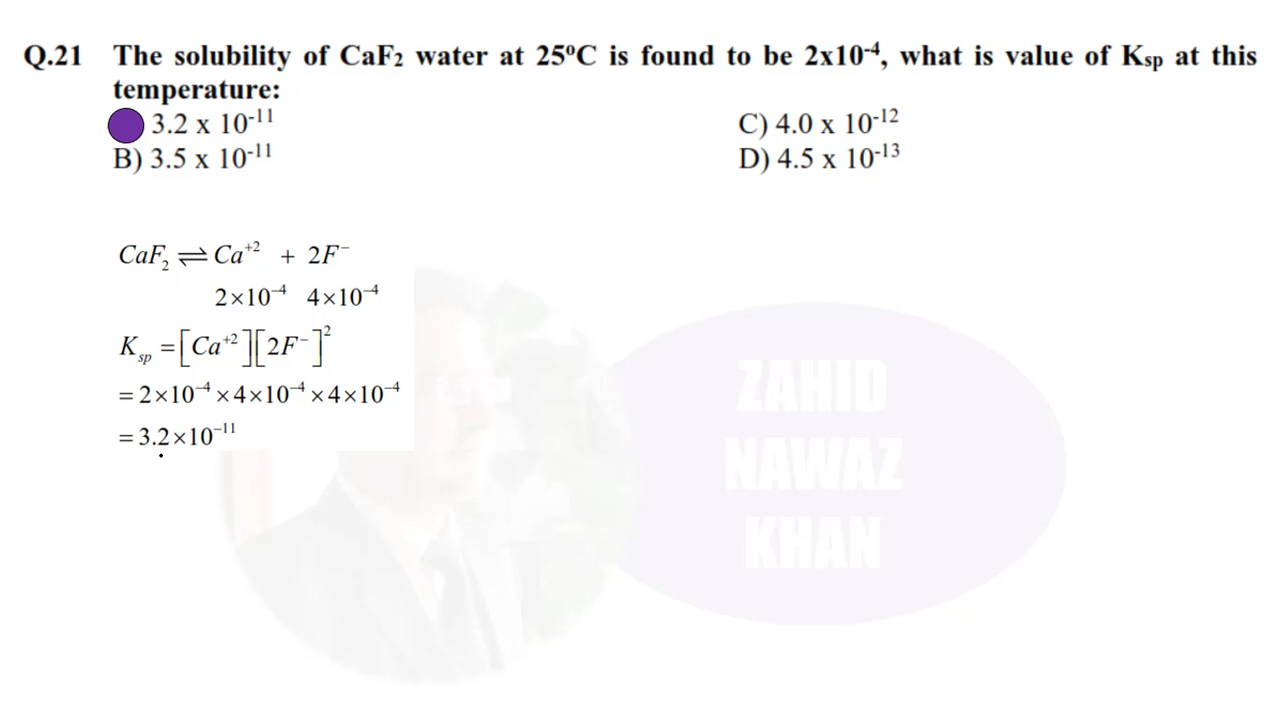 Q.21 The solubility of CaF₂ water at 25⁰C is found to be 2x10⁻⁴, what is value of Kₛₚ at this
temperature:
3.2 x 10⁻¹¹ C) 4.0 x 10⁻¹²
B) 3.5 x 10⁻¹¹ D) 4.5 x 10⁻¹³
CaF₂ ⇌ Ca⁺² + 2F⁻
2×10⁻⁴ 4×10⁻⁴
Kₛₚ = [Ca⁺²][2F⁻]²
= 2×10⁻⁴ × 4×10⁻⁴ × 4×10⁻⁴
= 3.2×10⁻¹¹
ZAHID
NAWAZ
KHAN